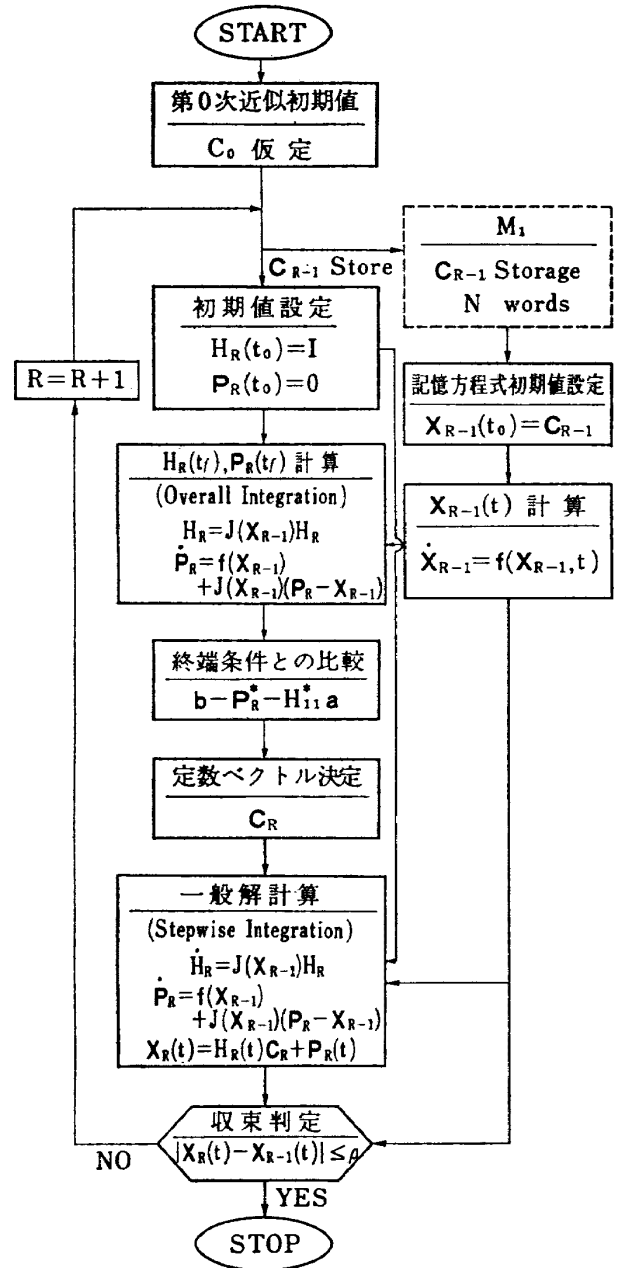 START
第0次近似初期値
C₀ 仮 定
M₁
C_{R-1} Storage
N words
C_{R-1} Store
初 期 値 設 定
H_R(t₀)=I
P_R(t₀)=0
R=R+1
記憶方程式初期値設定
X_{R-1}(t₀)=C_{R-1}
H_R(t_f),P_R(t_f)計算
(Overall Integration)
H_R=J(X_{R-1})H_R
Ṗ_R=f(X_{R-1})
+J(X_{R-1})(P_R-X_{R-1})
X_{R-1}(t)計算
Ẋ_{R-1}=f(X_{R-1},t)
終端条件との比較
b-P*_R-H*₁₁a
定数ベクトル決定
C_R
一 般 解 計 算
(Stepwise Integration)
Ḣ_R=J(X_{R-1})H_R
Ṗ_R=f(X_{R-1})
+J(X_{R-1})(P_R-X_{R-1})
X_R(t)=H_R(t)C_R+P_R(t)
収 束 判 定
|X_R(t)-X_{R-1}(t)|≤ρ
NO
YES
STOP